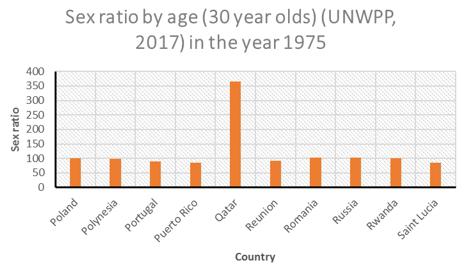 Sex ratio by age (30 year olds) (UNWPP,
2017) in the year 1975
400
350
300
250
200
150
100
50
0
Sex ratio
Poland
Polynesia
Portugal
Puerto Rico
Qatar
Reunion
Romania
Russia
Rwanda
Saint Lucia
Country